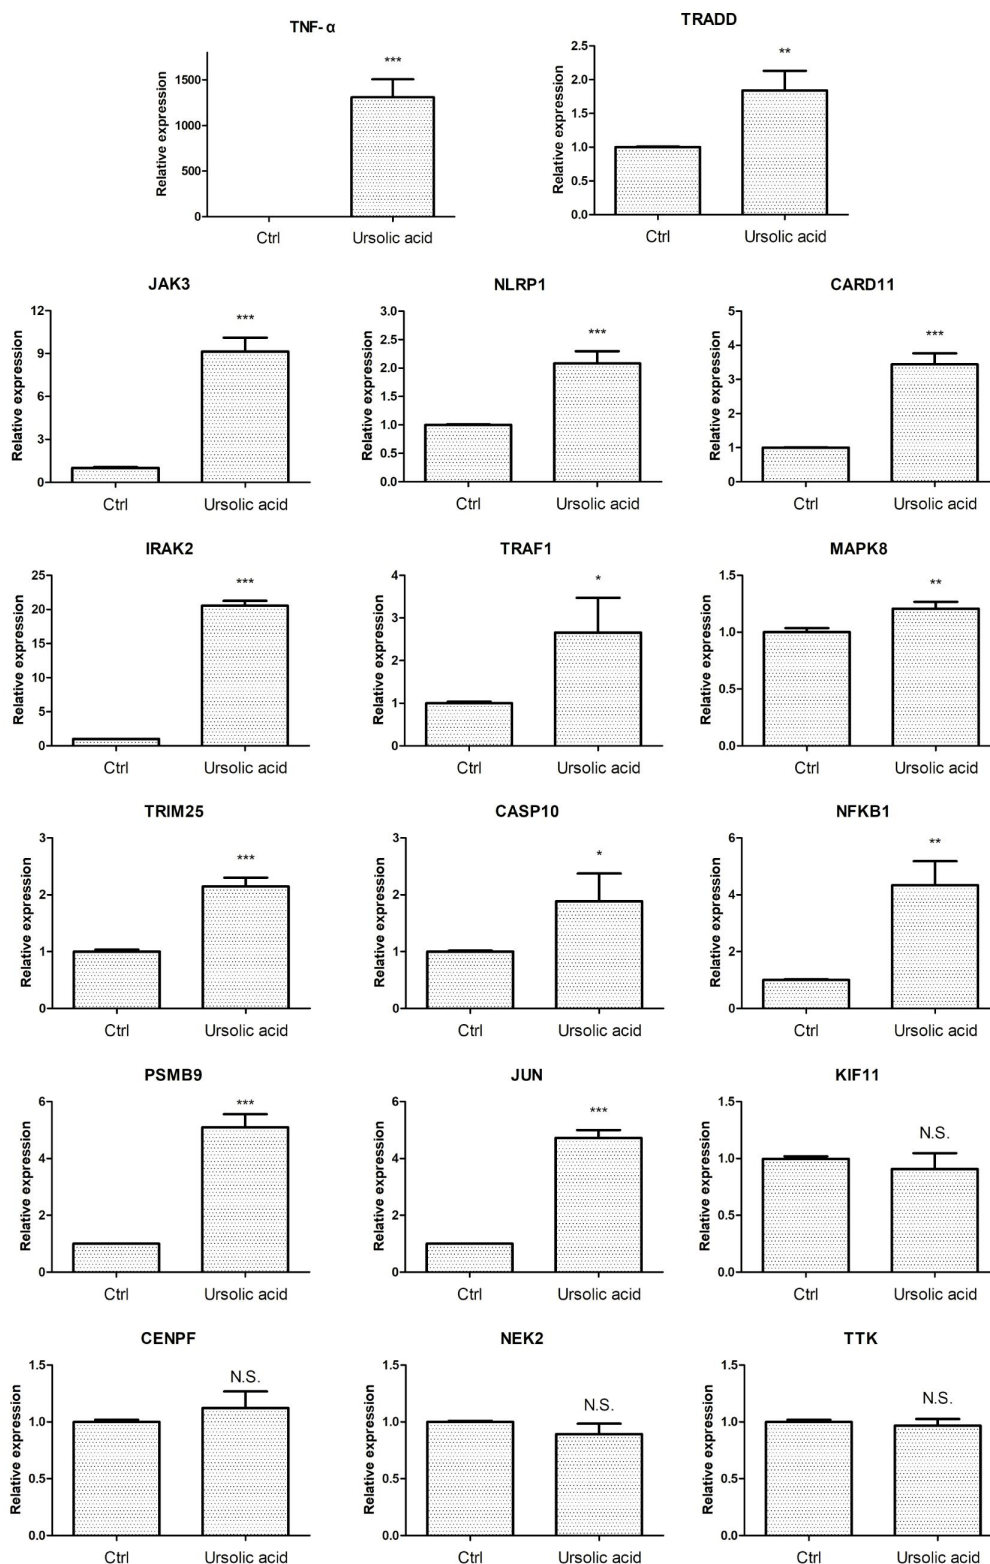 TNF- α
***
Relative expression
1500
1000
500
0
Ctrl Ursolic acid
TRADD
**
Relative expression
2.5
2.0
1.5
1.0
0.5
0.0
Ctrl Ursolic acid
JAK3
***
Relative expression
12
9
6
3
0
Ctrl Ursolic acid
NLRP1
***
Relative expression
3.0
2.5
2.0
1.5
1.0
0.5
0.0
Ctrl Ursolic acid
CARD11
***
Relative expression
5
4
3
2
1
0
Ctrl Ursolic acid
IRAK2
***
Relative expression
25
20
15
10
5
0
Ctrl Ursolic acid
TRAF1
*
Relative expression
4
3
2
1
0
Ctrl Ursolic acid
MAPK8
**
Relative expression
1.5
1.0
0.5
0.0
Ctrl Ursolic acid
TRIM25
***
Relative expression
3
2
1
0
Ctrl Ursolic acid
CASP10
*
Relative expression
3
2
1
0
Ctrl Ursolic acid
NFKB1
**
Relative expression
6
4
2
0
Ctrl Ursolic acid
PSMB9
***
Relative expression
6
4
2
0
Ctrl Ursolic acid
JUN
***
Relative expression
6
4
2
0
Ctrl Ursolic acid
KIF11
N.S.
Relative expression
1.5
1.0
0.5
0.0
Ctrl Ursolic acid
CENPF
N.S.
Relative expression
1.5
1.0
0.5
0.0
Ctrl Ursolic acid
NEK2
N.S.
Relative expression
1.5
1.0
0.5
0.0
Ctrl Ursolic acid
TTK
N.S.
Relative expression
1.5
1.0
0.5
0.0
Ctrl Ursolic acid